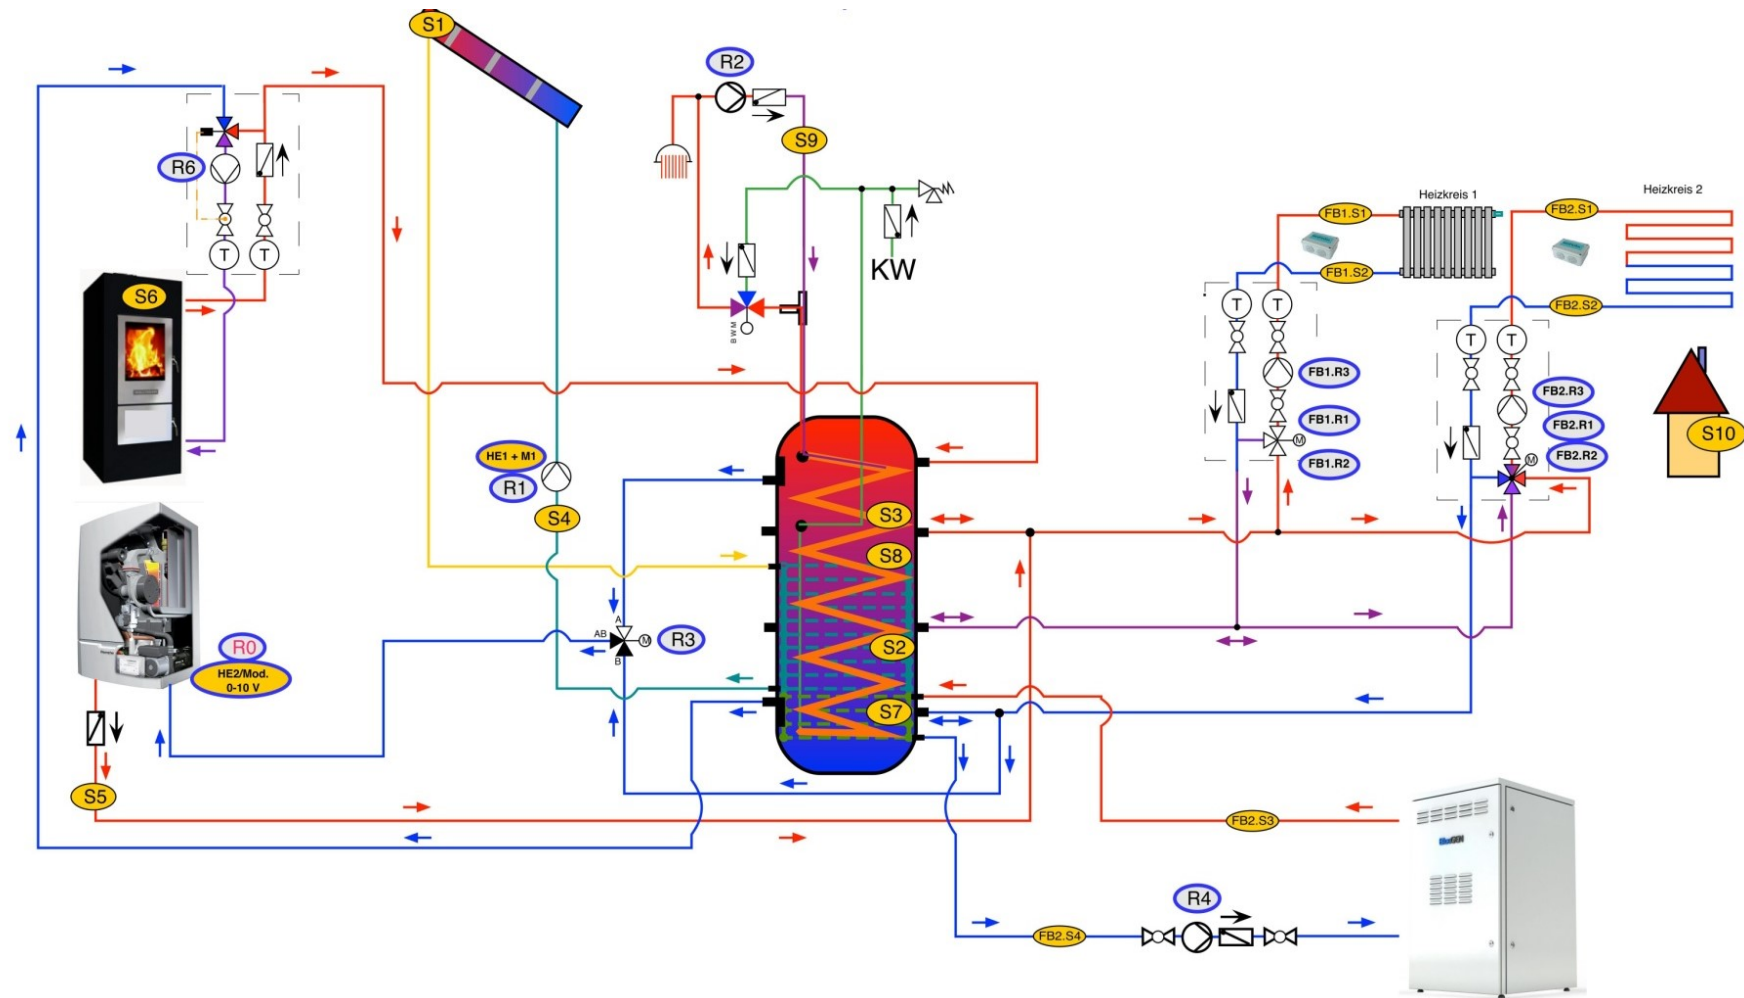 S1
R2
S9
R6
T
T
S6
KW
BWM
Heizkreis 1
Heizkreis 2
FB1.S1
FB2.S1
FB1.S2
FB2.S2
T
T
T
T
FB1.R3
FB2.R3
FB1.R1
M
FB2.R1
FB1.R2
M
FB2.R2
S10
HE1 + M1
R1
S4
S3
S8
S2
S7
A
AB
M
B
R3
R0
HE2/Mod.
0-10 V
S5
FB2.S3
BlueGEN
R4
FB2.S4